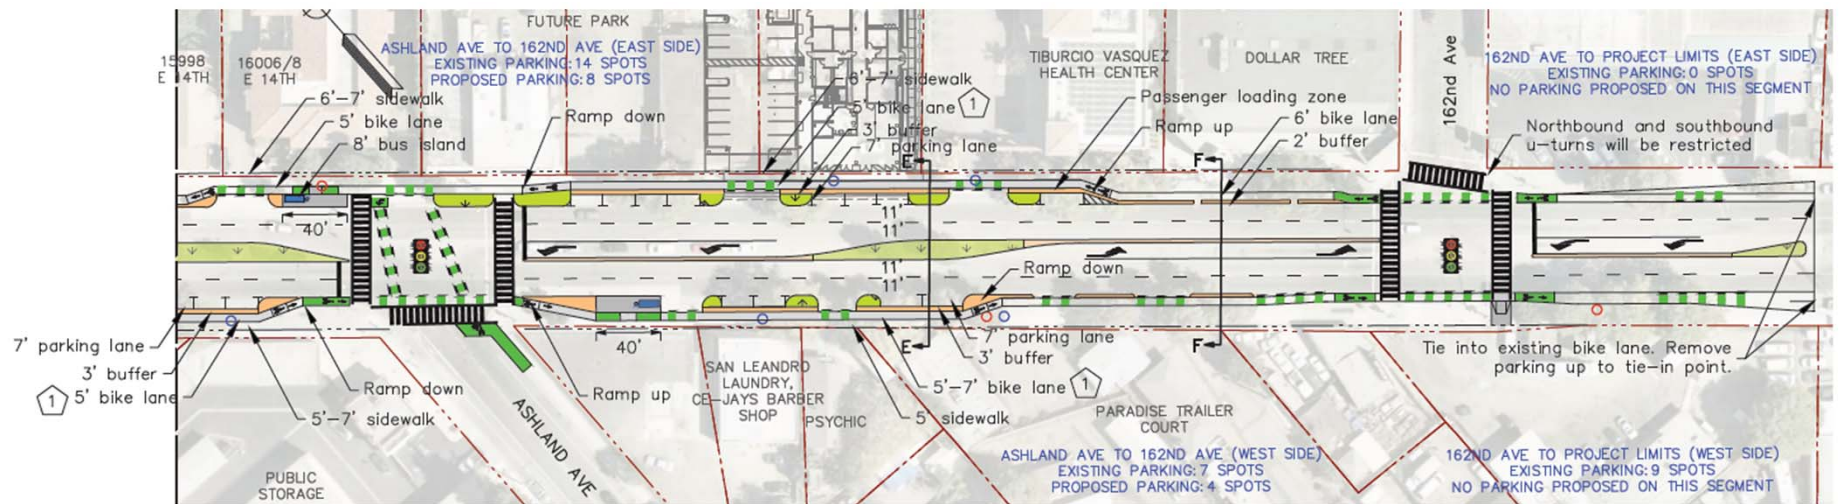 FUTURE PARK
15998
E 14TH
16006/8
E 14TH
ASHLAND AVE TO 162ND AVE (EAST SIDE)
EXISTING PARKING: 14 SPOTS
PROPOSED PARKING: 8 SPOTS
6'-7' sidewalk
5' bike lane
8' bus island
Ramp down
6'-7' sidewalk
5' bike lane
1
3' buffer
7' parking lane
TIBURCIO VASQUEZ
HEALTH CENTER
DOLLAR TREE
Passenger loading zone
Ramp up
6' bike lane
2' buffer
162nd Ave
162ND AVE TO PROJECT LIMITS (EAST SIDE)
EXISTING PARKING: 0 SPOTS
NO PARKING PROPOSED ON THIS SEGMENT
Northbound and southbound
u-turns will be restricted
E
F
40'
11'
11'
11'
11'
Ramp down
7' parking lane
3' buffer
1
5' bike lane
5'-7' sidewalk
Ramp down
40'
Ramp up
ASHLAND AVE
PUBLIC
STORAGE
SAN LEANDRO
LAUNDRY,
CE-JAYS BARBER
SHOP
PSYCHIC
E
F
7' parking lane
3' buffer
5'-7' bike lane
1
5' sidewalk
PARADISE TRAILER
COURT
Tie into existing bike lane. Remove
parking up to tie-in point.
ASHLAND AVE TO 162ND AVE (WEST SIDE)
EXISTING PARKING: 7 SPOTS
PROPOSED PARKING: 4 SPOTS
162ND AVE TO PROJECT LIMITS (WEST SIDE)
EXISTING PARKING: 9 SPOTS
NO PARKING PROPOSED ON THIS SEGMENT